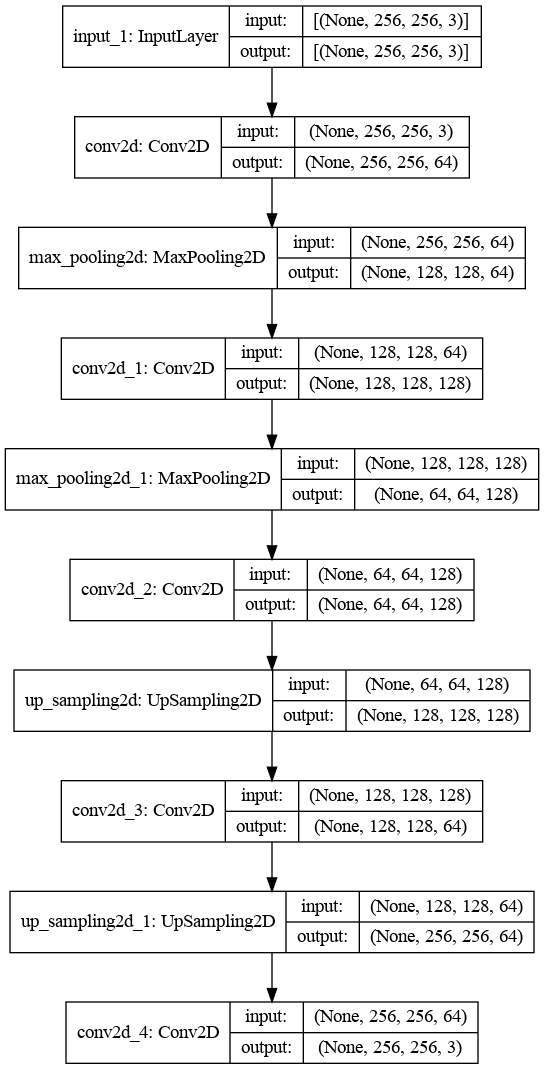 input_1: InputLayer
input: [(None, 256, 256, 3)]
output: [(None, 256, 256, 3)]
conv2d: Conv2D
input: (None, 256, 256, 3)
output: (None, 256, 256, 64)
max_pooling2d: MaxPooling2D
input: (None, 256, 256, 64)
output: (None, 128, 128, 64)
conv2d_1: Conv2D
input: (None, 128, 128, 64)
output: (None, 128, 128, 128)
max_pooling2d_1: MaxPooling2D
input: (None, 128, 128, 128)
output: (None, 64, 64, 128)
conv2d_2: Conv2D
input: (None, 64, 64, 128)
output: (None, 64, 64, 128)
up_sampling2d: UpSampling2D
input: (None, 64, 64, 128)
output: (None, 128, 128, 128)
conv2d_3: Conv2D
input: (None, 128, 128, 128)
output: (None, 128, 128, 64)
up_sampling2d_1: UpSampling2D
input: (None, 128, 128, 64)
output: (None, 256, 256, 64)
conv2d_4: Conv2D
input: (None, 256, 256, 64)
output: (None, 256, 256, 3)